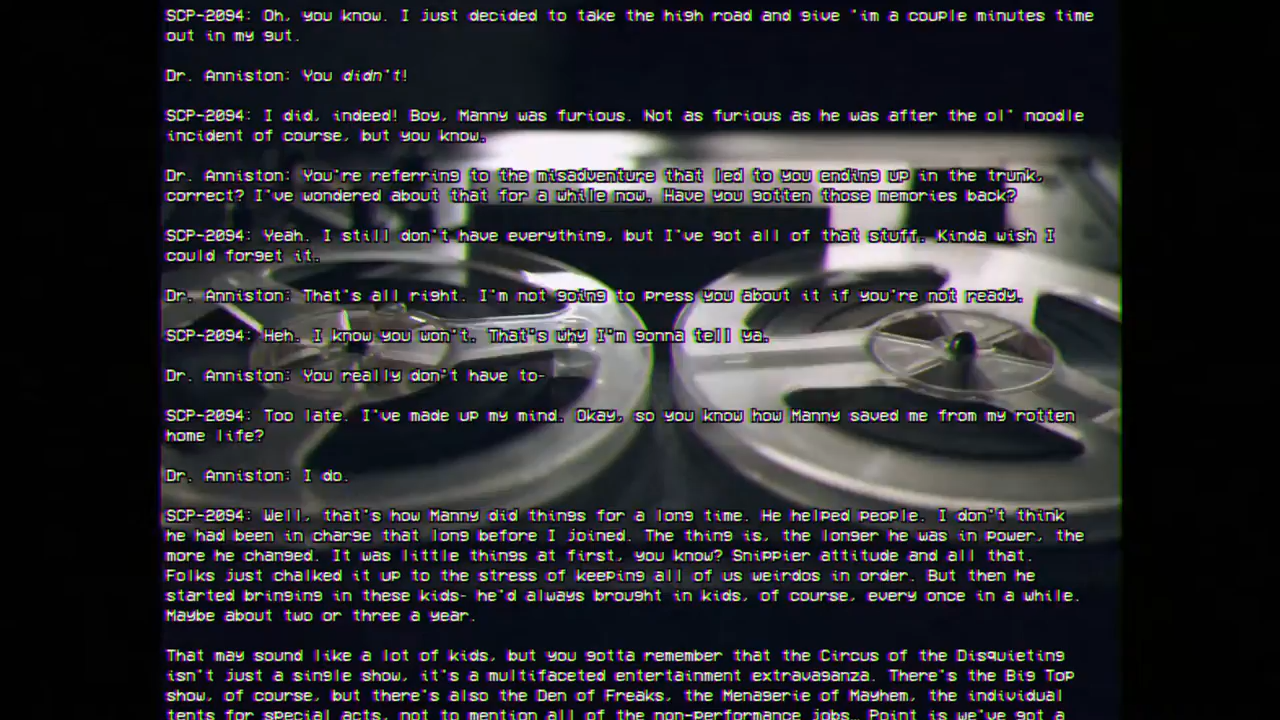 SCP-2094: Oh, you know. I just decided to take the high road and give 'im a couple minutes time
out in my gut.
Dr. Anniston: You didn't!
SCP-2094: I did, indeed! Boy, Manny was furious. Not as furious as he was after the ol' noodle
incident of course, but you know.
Dr. Anniston: You're referring to the misadventure that led to you ending up in the trunk,
correct? I've wondered about that for a while now. Have you gotten those memories back?
SCP-2094: Yeah. I still don't have everything, but I've got all of that stuff. Kinda wish I
could forget it.
Dr. Anniston: That's all right. I'm not going to press you about it if you're not ready.
SCP-2094: Heh. I know you won't. That's why I'm gonna tell ya.
Dr. Anniston: You really don't have to-
SCP-2094: Too late. I've made up my mind. Okay, so you know how Manny saved me from my rotten
home life?
Dr. Anniston: I do.
SCP-2094: Well, that's how Manny did things for a long time. He helped people. I don't think
he had been in charge that long before I joined. The thing is, the longer he was in power, the
more he changed. It was little things at first, you know? Snippier attitude and all that.
Folks just chalked it up to the stress of keeping all of us weirdos in order. But then he
started bringing in these kids- he'd always brought in kids, of course, every once in a while.
Maybe about two or three a year.
That may sound like a lot of kids, but you gotta remember that the Circus of the Disquieting
isn't just a single show, it's a multifaceted entertainment extravaganza. There's the Big Top
show, of course, but there's also the Den of Freaks, the Menagerie of Mayhem, the individual
tents for special acts, not to mention all of the non-performance jobs… Point is we've got a